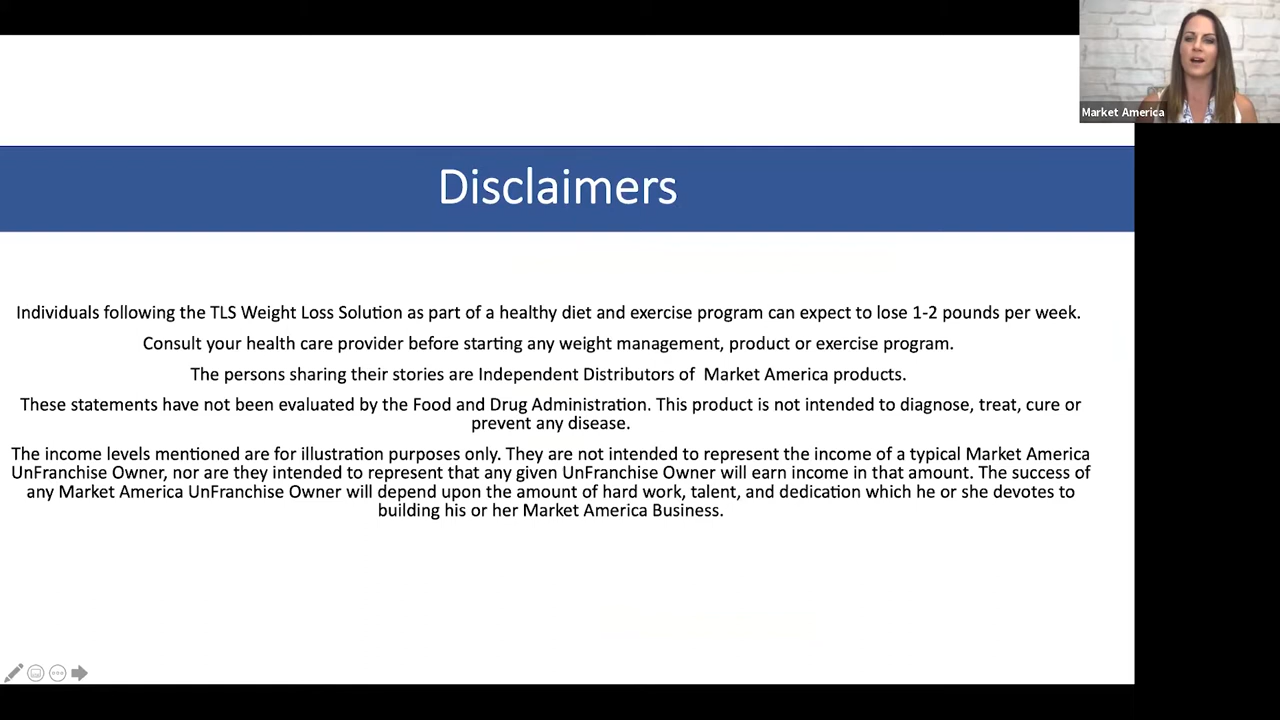 Market America
Disclaimers
Individuals following the TLS Weight Loss Solution as part of a healthy diet and exercise program can expect to lose 1-2 pounds per week.
Consult your health care provider before starting any weight management, product or exercise program.
The persons sharing their stories are Independent Distributors of  Market America products.
These statements have not been evaluated by the Food and Drug Administration. This product is not intended to diagnose, treat, cure or
prevent any disease.
The income levels mentioned are for illustration purposes only. They are not intended to represent the income of a typical Market America
UnFranchise Owner, nor are they intended to represent that any given UnFranchise Owner will earn income in that amount. The success of
any Market America UnFranchise Owner will depend upon the amount of hard work, talent, and dedication which he or she devotes to
building his or her Market America Business.